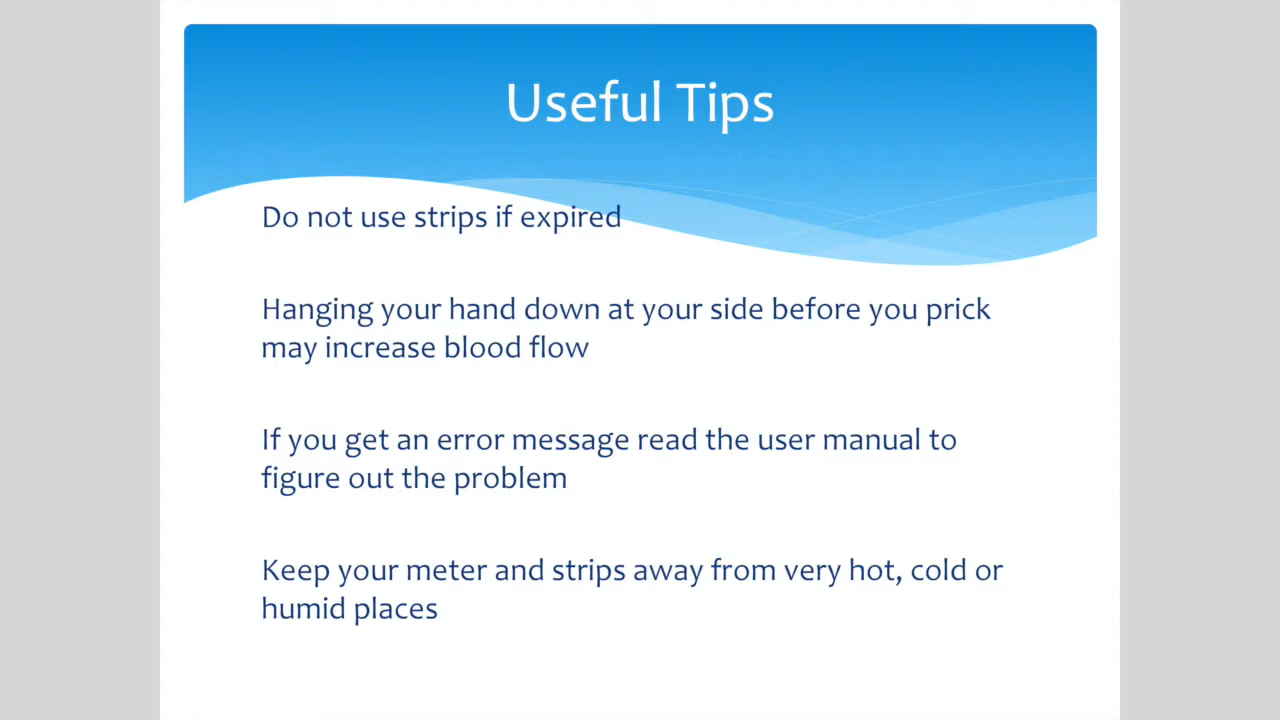 Useful Tips
Do not use strips if expired
Hanging your hand down at your side before you prick
may increase blood flow
If you get an error message read the user manual to
figure out the problem
Keep your meter and strips away from very hot, cold or
humid places